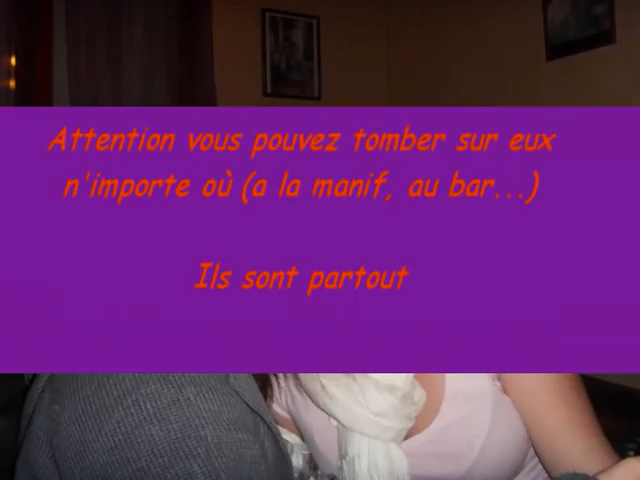 Attention vous pouvez tomber sur eux
n'importe où (a la manif, au bar...)
Ils sont partout